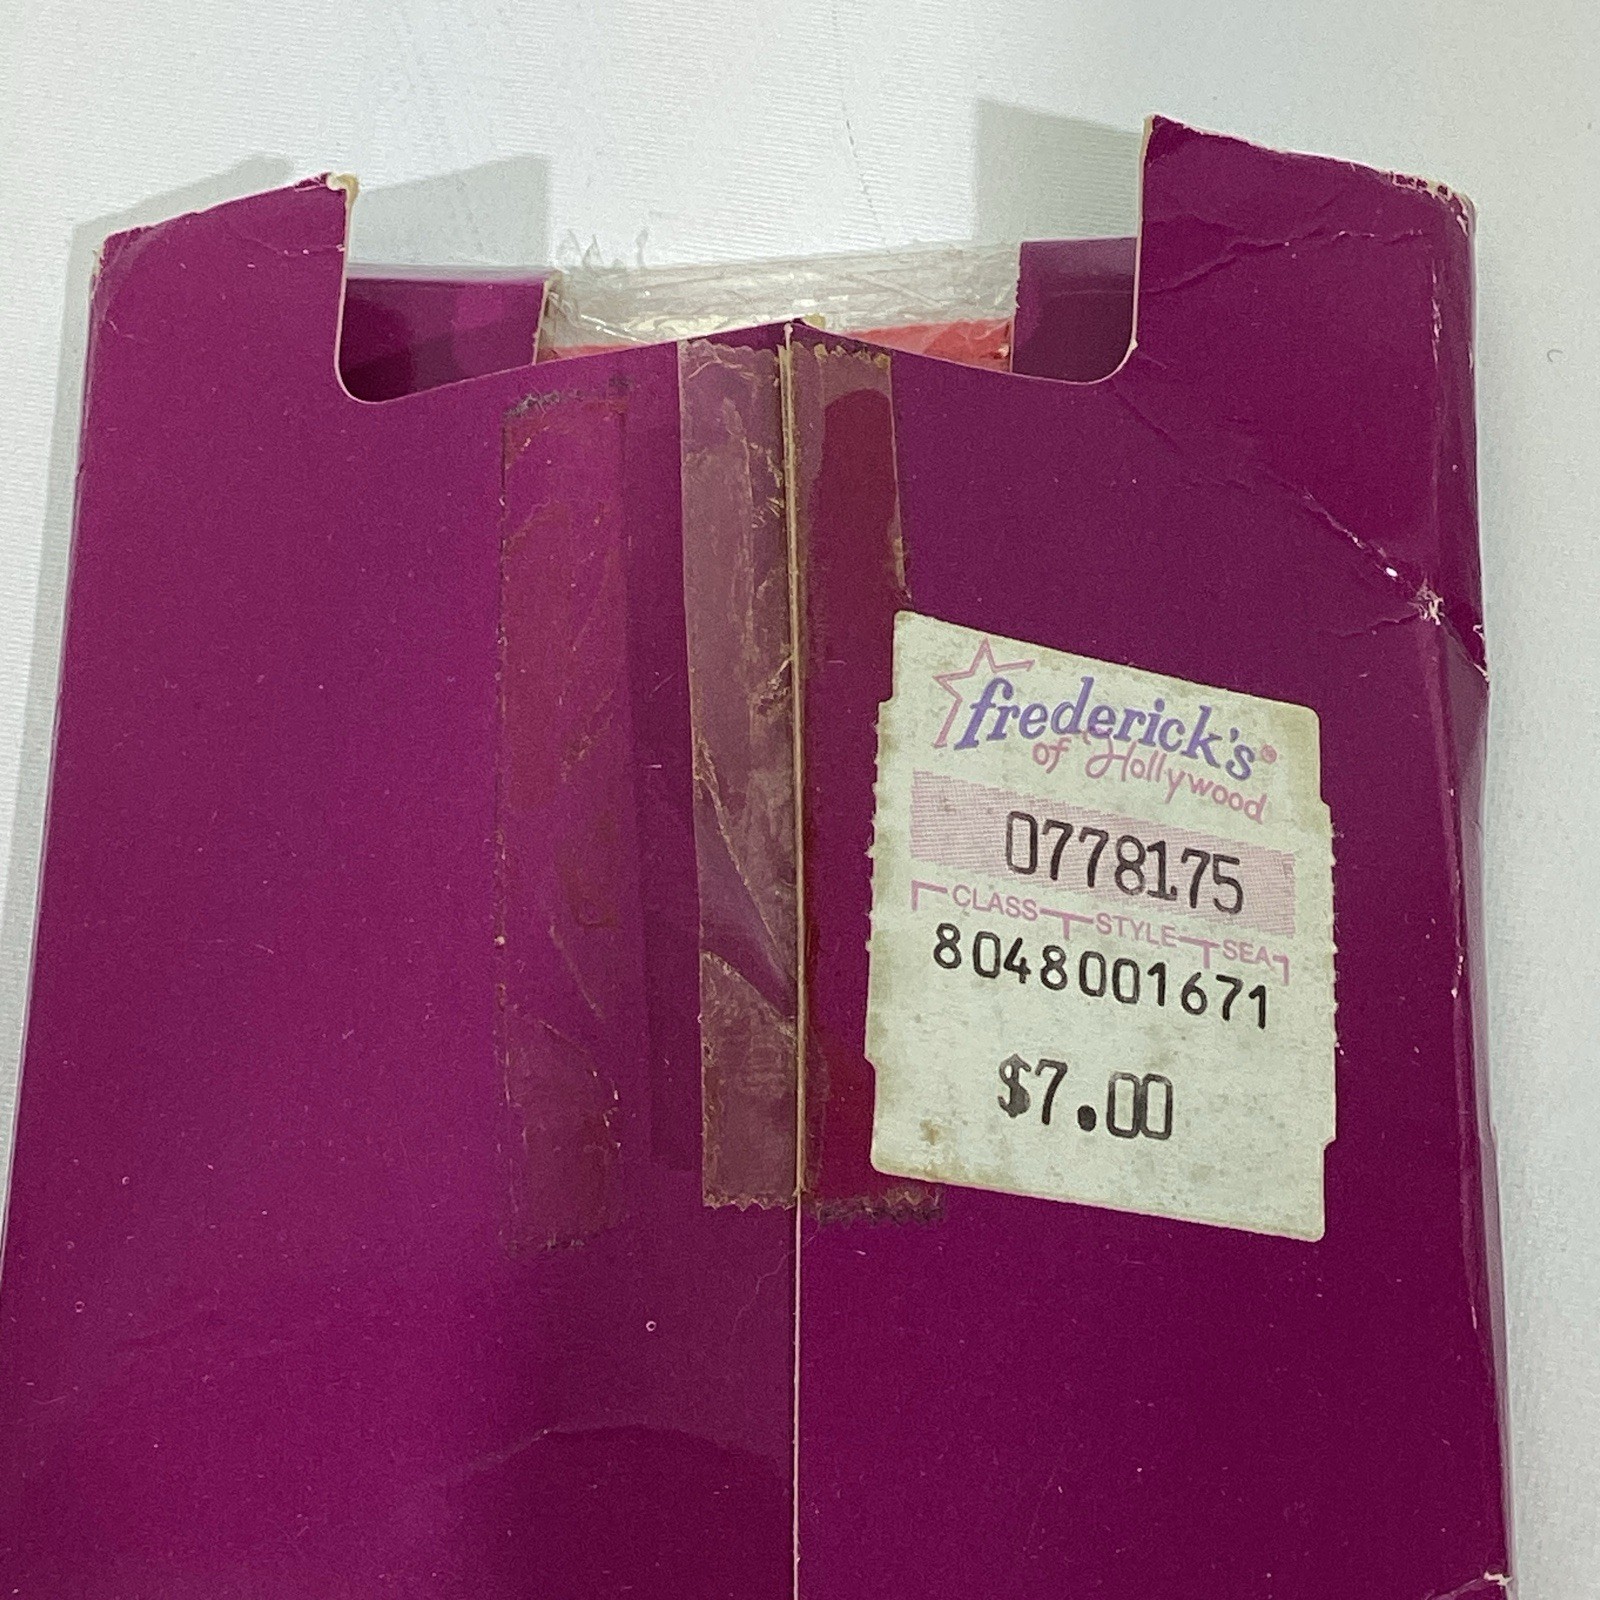 frederick's®
of Hollywood
0778175
CLASS STYLE SEA
8048001671
$7.00